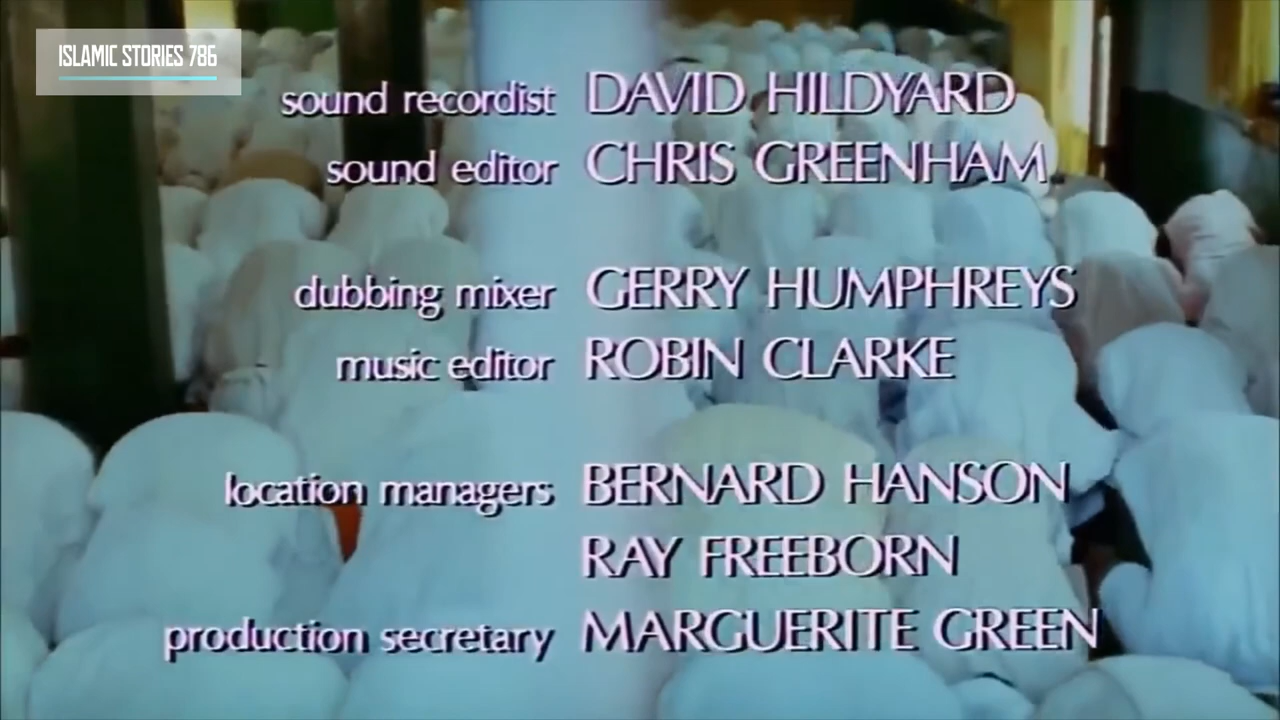 ISLAMIC STORIES 786
sound recordist DAVID HILDYARD
sound editor CHRIS GREENHAM
dubbing mixer GERRY HUMPHREYS
music editor ROBIN CLARKE
location managers BERNARD HANSON
RAY FREEBORN
production secretary MARGUERITE GREEN